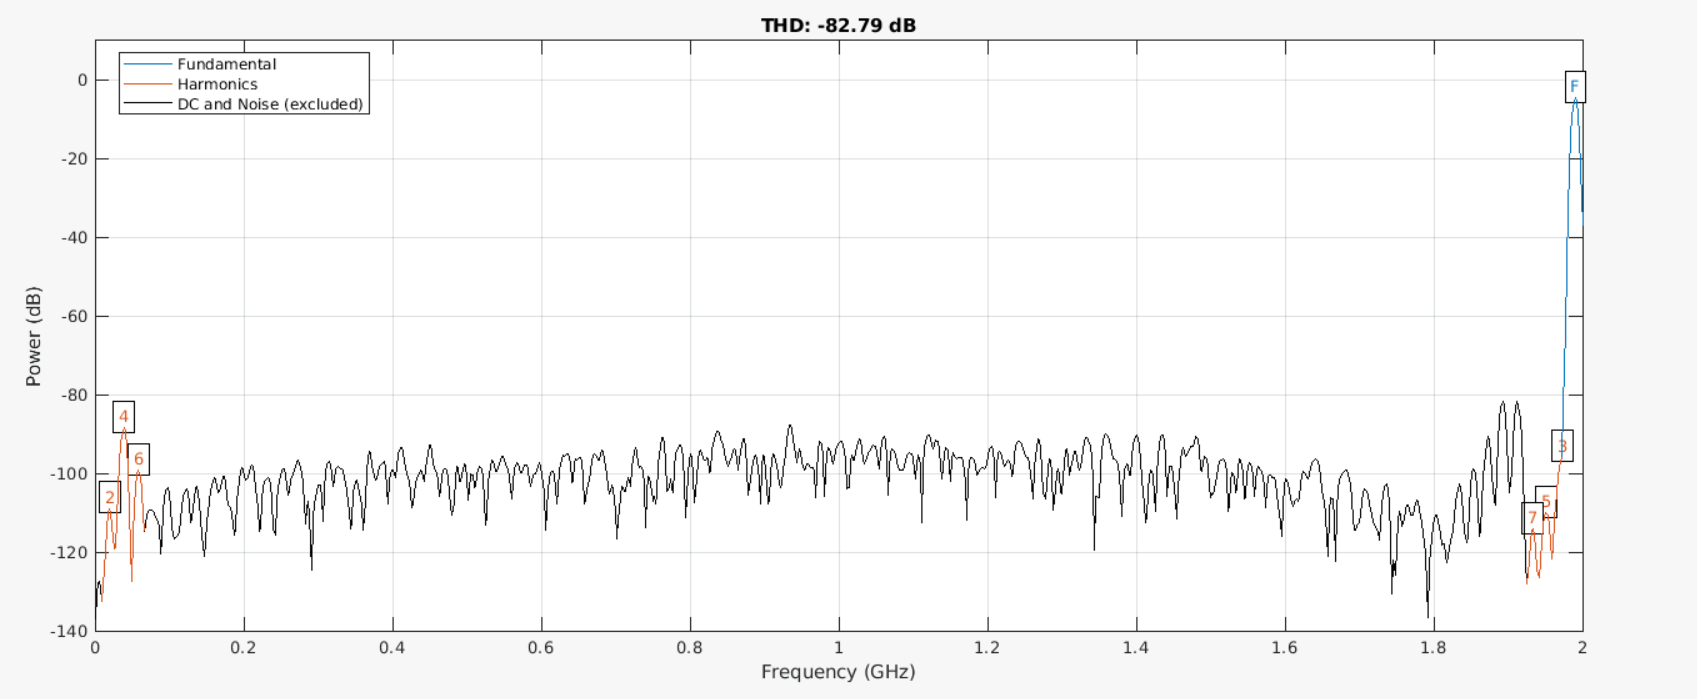 THD: -82.79 dB
Fundamental
Harmonics
DC and Noise (excluded)
Power (dB)
0
-20
-40
-60
-80
-100
-120
-140
F
4
6
2
3
5
7
0 0.2 0.4 0.6 0.8 1 1.2 1.4 1.6 1.8 2
Frequency (GHz)